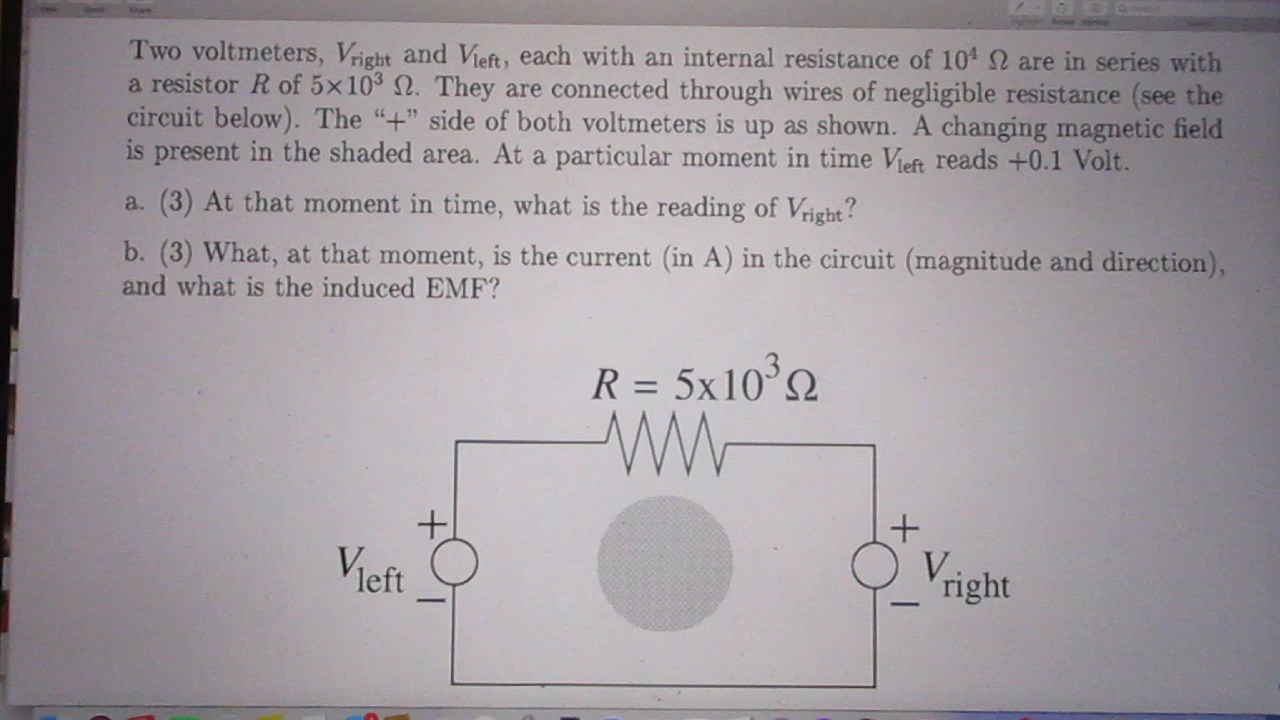 Two voltmeters, Vright and Vleft, each with an internal resistance of 10⁴ Ω are in series with
a resistor R of 5×10³ Ω. They are connected through wires of negligible resistance (see the
circuit below). The “+” side of both voltmeters is up as shown. A changing magnetic field
is present in the shaded area. At a particular moment in time Vleft reads +0.1 Volt.
a. (3) At that moment in time, what is the reading of Vright?
b. (3) What, at that moment, is the current (in A) in the circuit (magnitude and direction),
and what is the induced EMF?
R = 5x10³Ω
+
+
Vleft
Vright
−
−